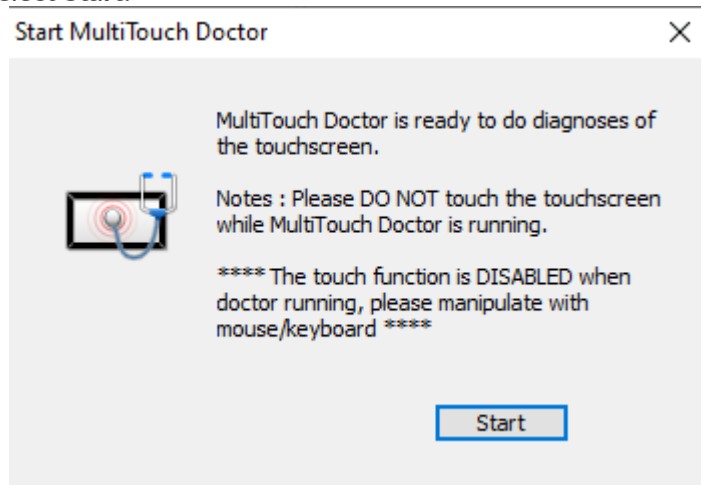 Start MultiTouch Doctor
MultiTouch Doctor is ready to do diagnoses of
the touchscreen.
Notes : Please DO NOT touch the touchscreen
while MultiTouch Doctor is running.
**** The touch function is DISABLED when
doctor running, please manipulate with
mouse/keyboard ****
Start